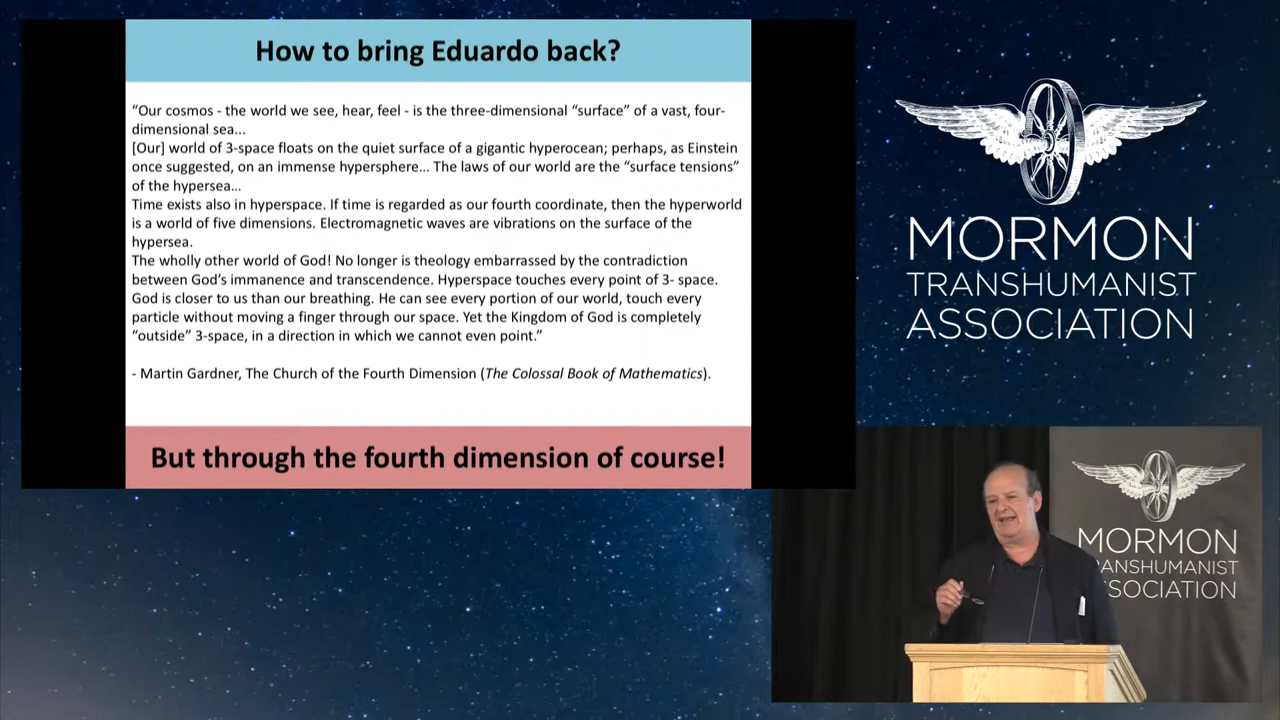 How to bring Eduardo back?
“Our cosmos - the world we see, hear, feel - is the three-dimensional “surface” of a vast, four-
dimensional sea...
[Our] world of 3-space floats on the quiet surface of a gigantic hyperocean; perhaps, as Einstein
once suggested, on an immense hypersphere... The laws of our world are the “surface tensions”
of the hypersea...
Time exists also in hyperspace. If time is regarded as our fourth coordinate, then the hyperworld
is a world of five dimensions. Electromagnetic waves are vibrations on the surface of the
hypersea.
The wholly other world of God! No longer is theology embarrassed by the contradiction
between God’s immanence and transcendence. Hyperspace touches every point of 3- space.
God is closer to us than our breathing. He can see every portion of our world, touch every
particle without moving a finger through our space. Yet the Kingdom of God is completely
“outside” 3-space, in a direction in which we cannot even point.”
- Martin Gardner, The Church of the Fourth Dimension (The Colossal Book of Mathematics).
But through the fourth dimension of course!
MORMON
TRANSHUMANIST
ASSOCIATION
MORMON
RANSHUMANIST
SOCIATION